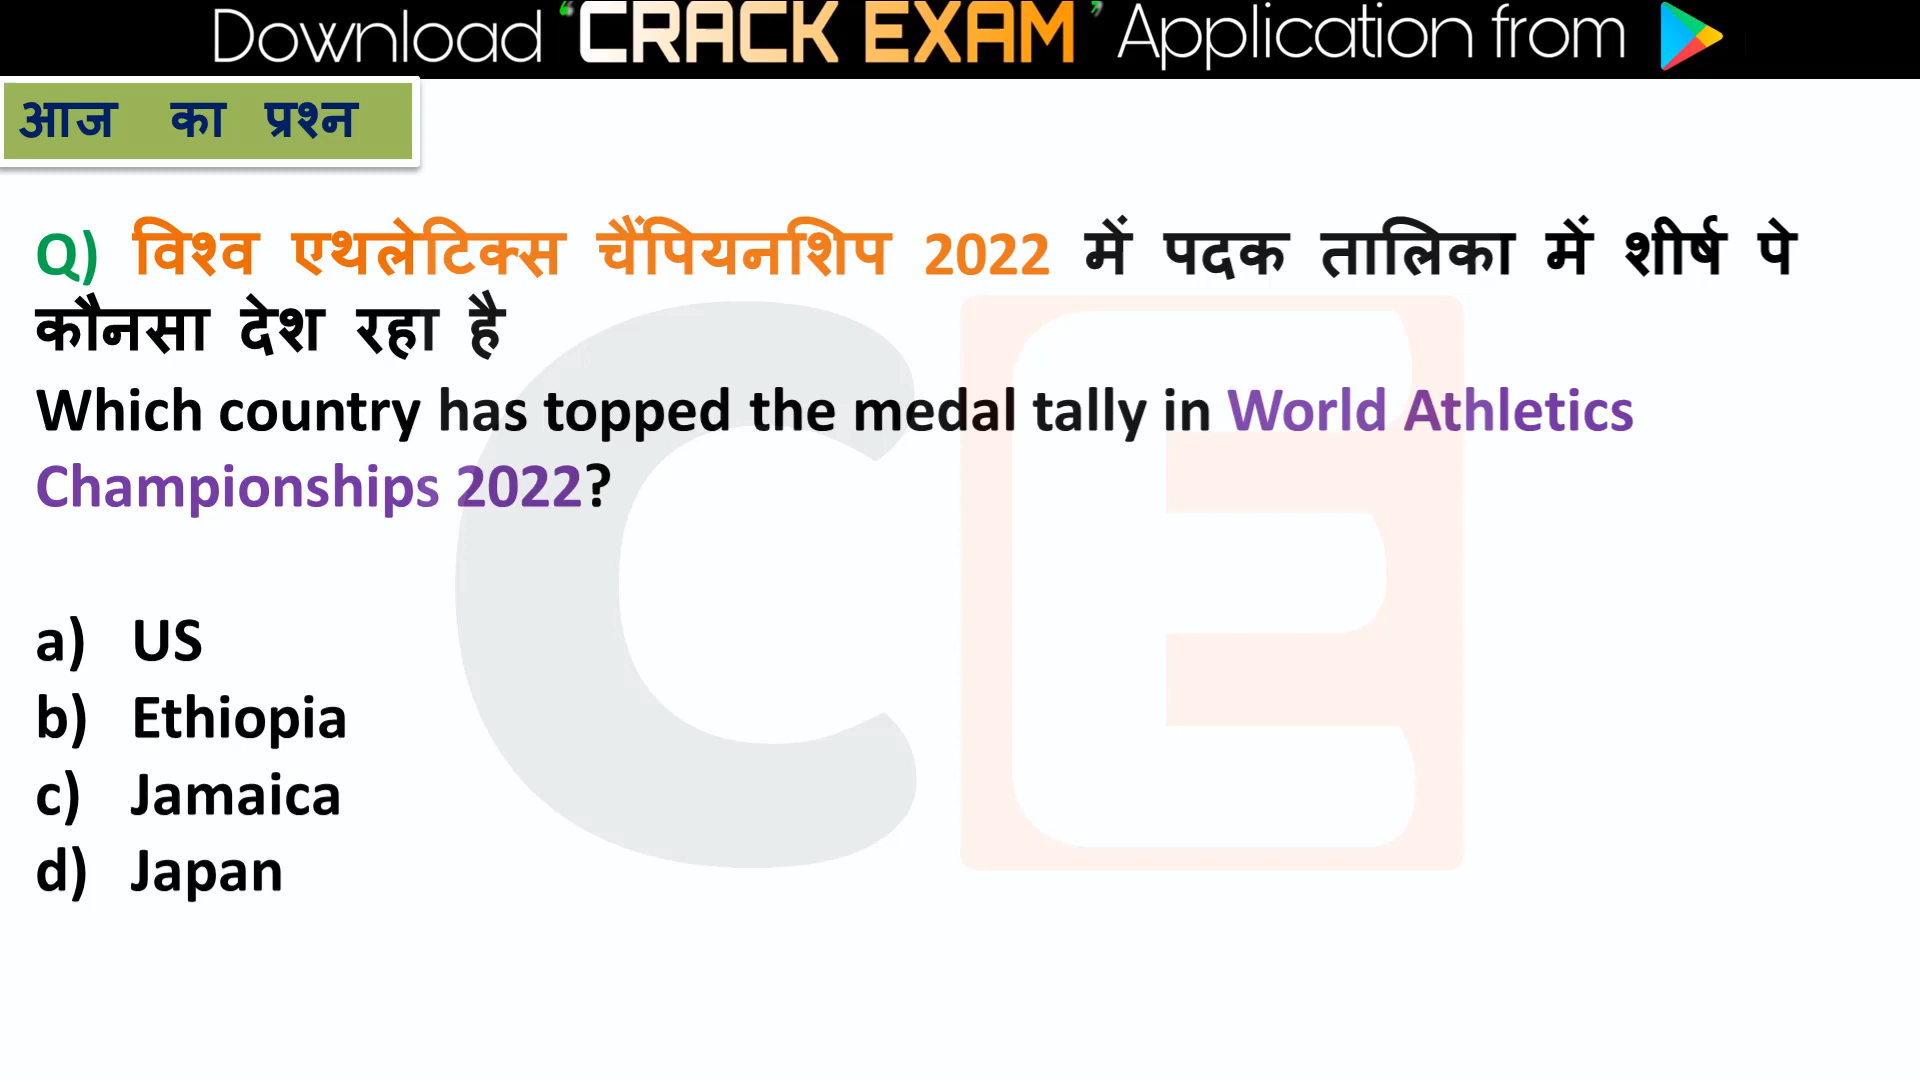 Download 'CRACK EXAM' Application from
आज का प्रश्न
Q) विश्व एथलेटिक्स चैंपियनशिप 2022 में पदक तालिका में शीर्ष पे
कौनसा देश रहा है
Which country has topped the medal tally in World Athletics
Championships 2022?
a) US
b) Ethiopia
c) Jamaica
d) Japan
CE